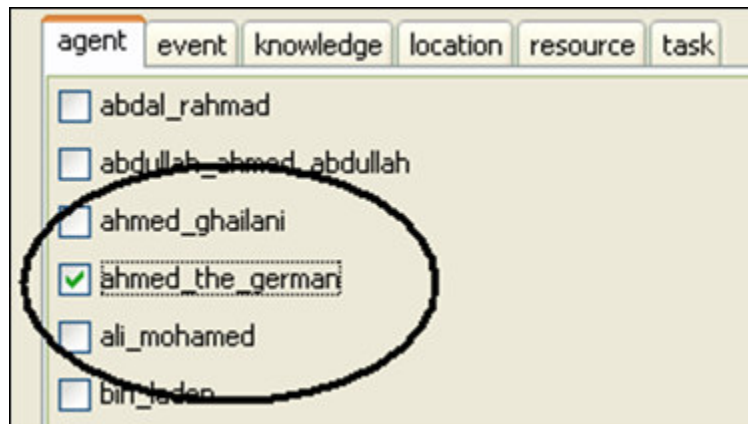 agent event knowledge location resource task
abdal_rahmad
abdullah_ahmed_abdullah
ahmed_ghailani
ahmed_the_german
ali_mohamed
bin_laden